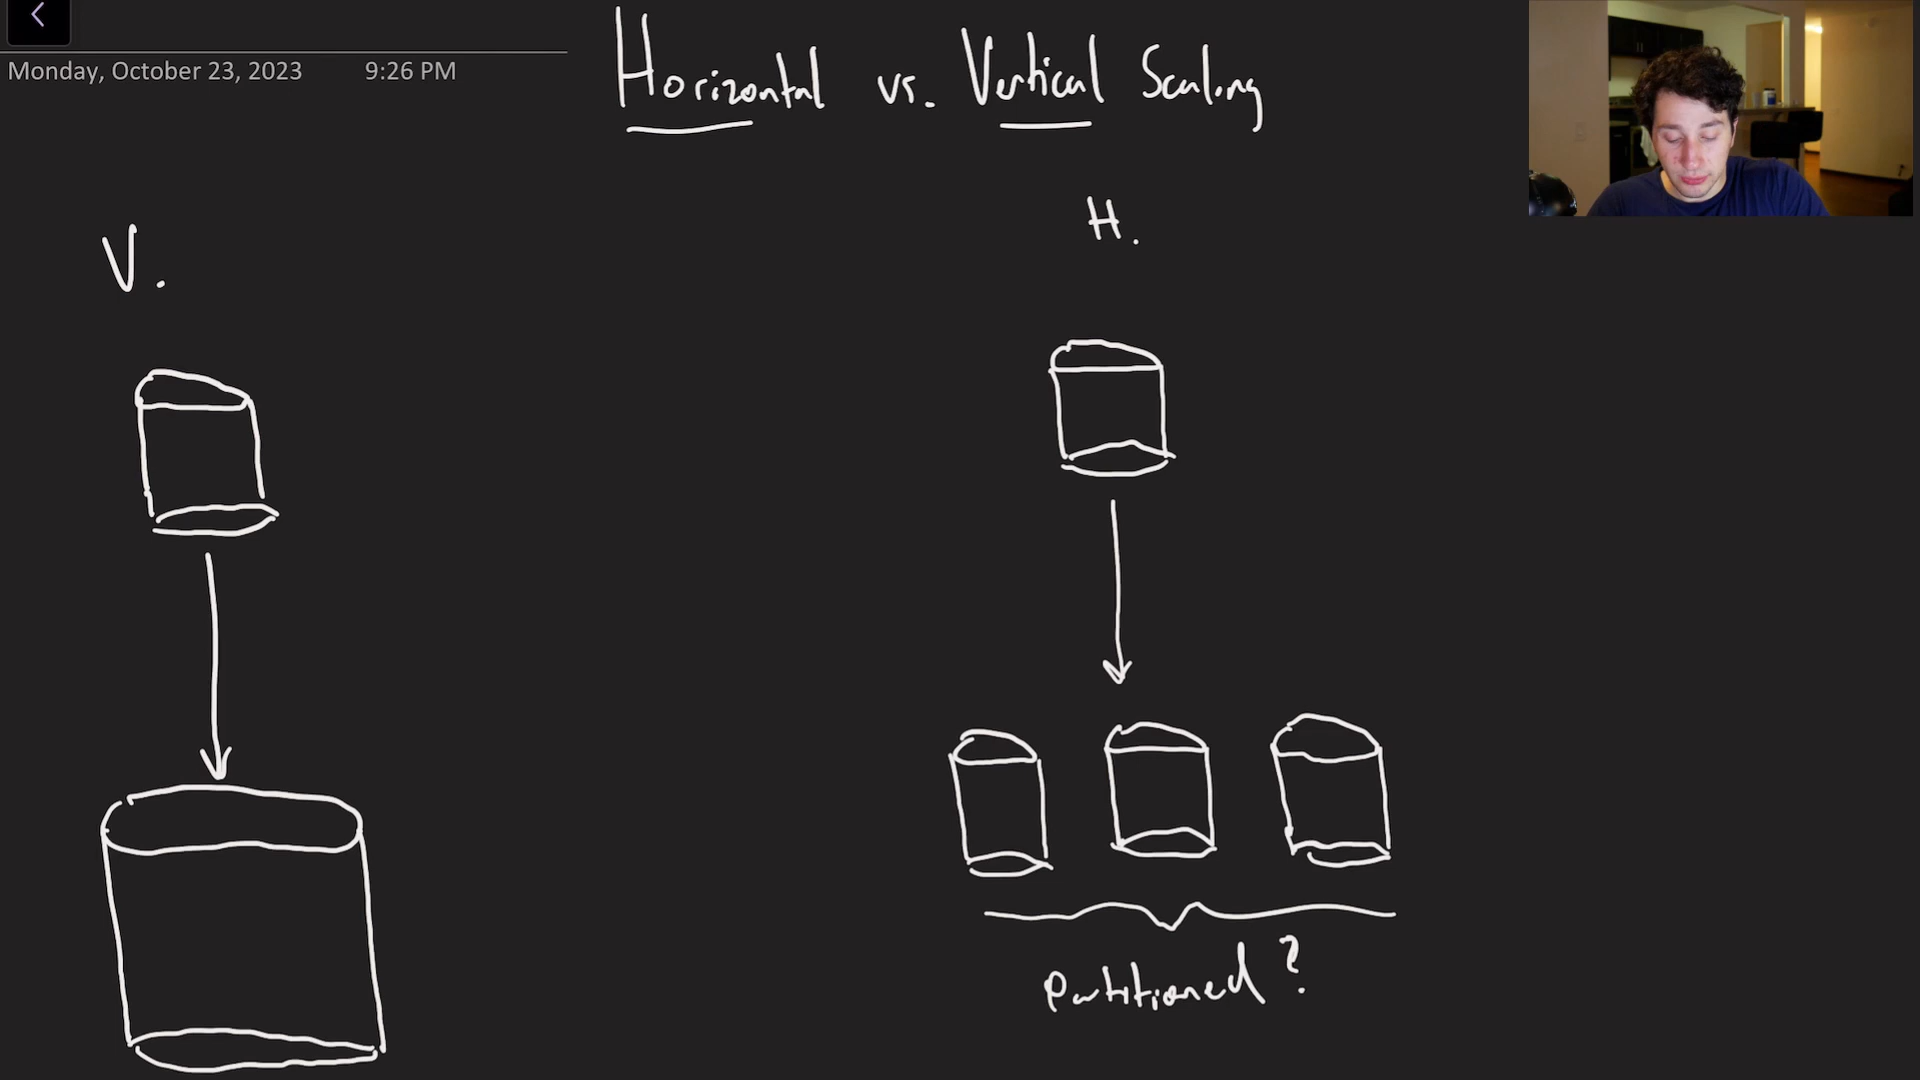 Monday, October 23, 2023 9:26 PM
Horizontal vs. Vertical Scaling
V.
H.
partitioned?